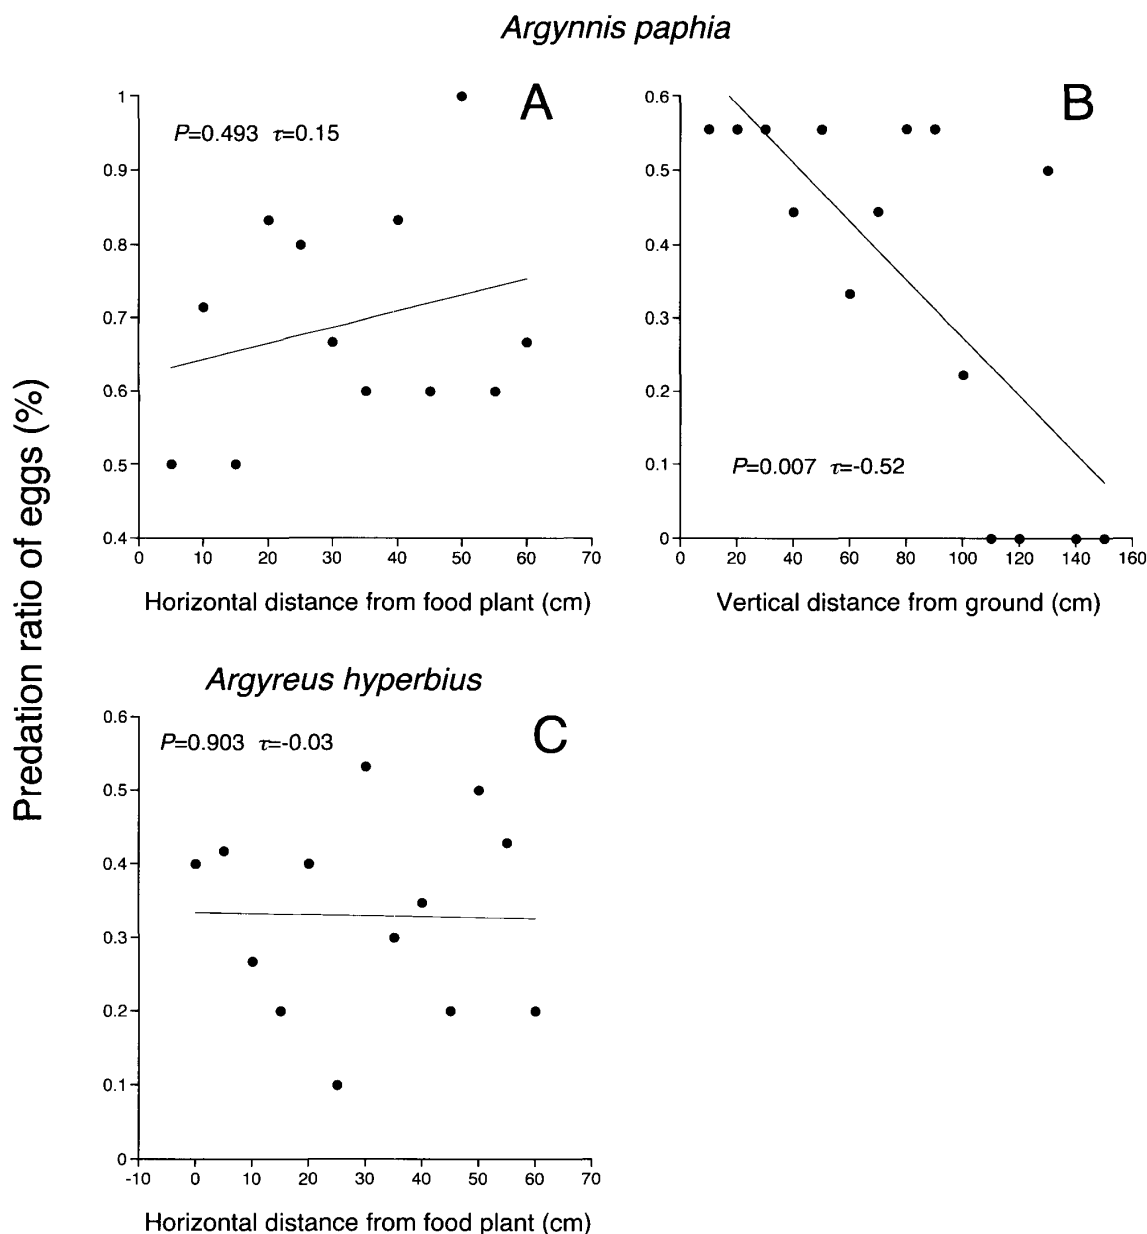 Argynnis paphia
A
P=0.493 τ=0.15
1
0.9
0.8
0.7
0.6
0.5
0.4
0 10 20 30 40 50 60 70
Horizontal distance from food plant (cm)
B
0.6
0.5
0.4
0.3
0.2
0.1
0
P=0.007 τ=-0.52
0 20 40 60 80 100 120 140 160
Vertical distance from ground (cm)
Predation ratio of eggs (%)
Argyreus hyperbius
C
P=0.903 τ=-0.03
0.6
0.5
0.4
0.3
0.2
0.1
0
-10 0 10 20 30 40 50 60 70
Horizontal distance from food plant (cm)